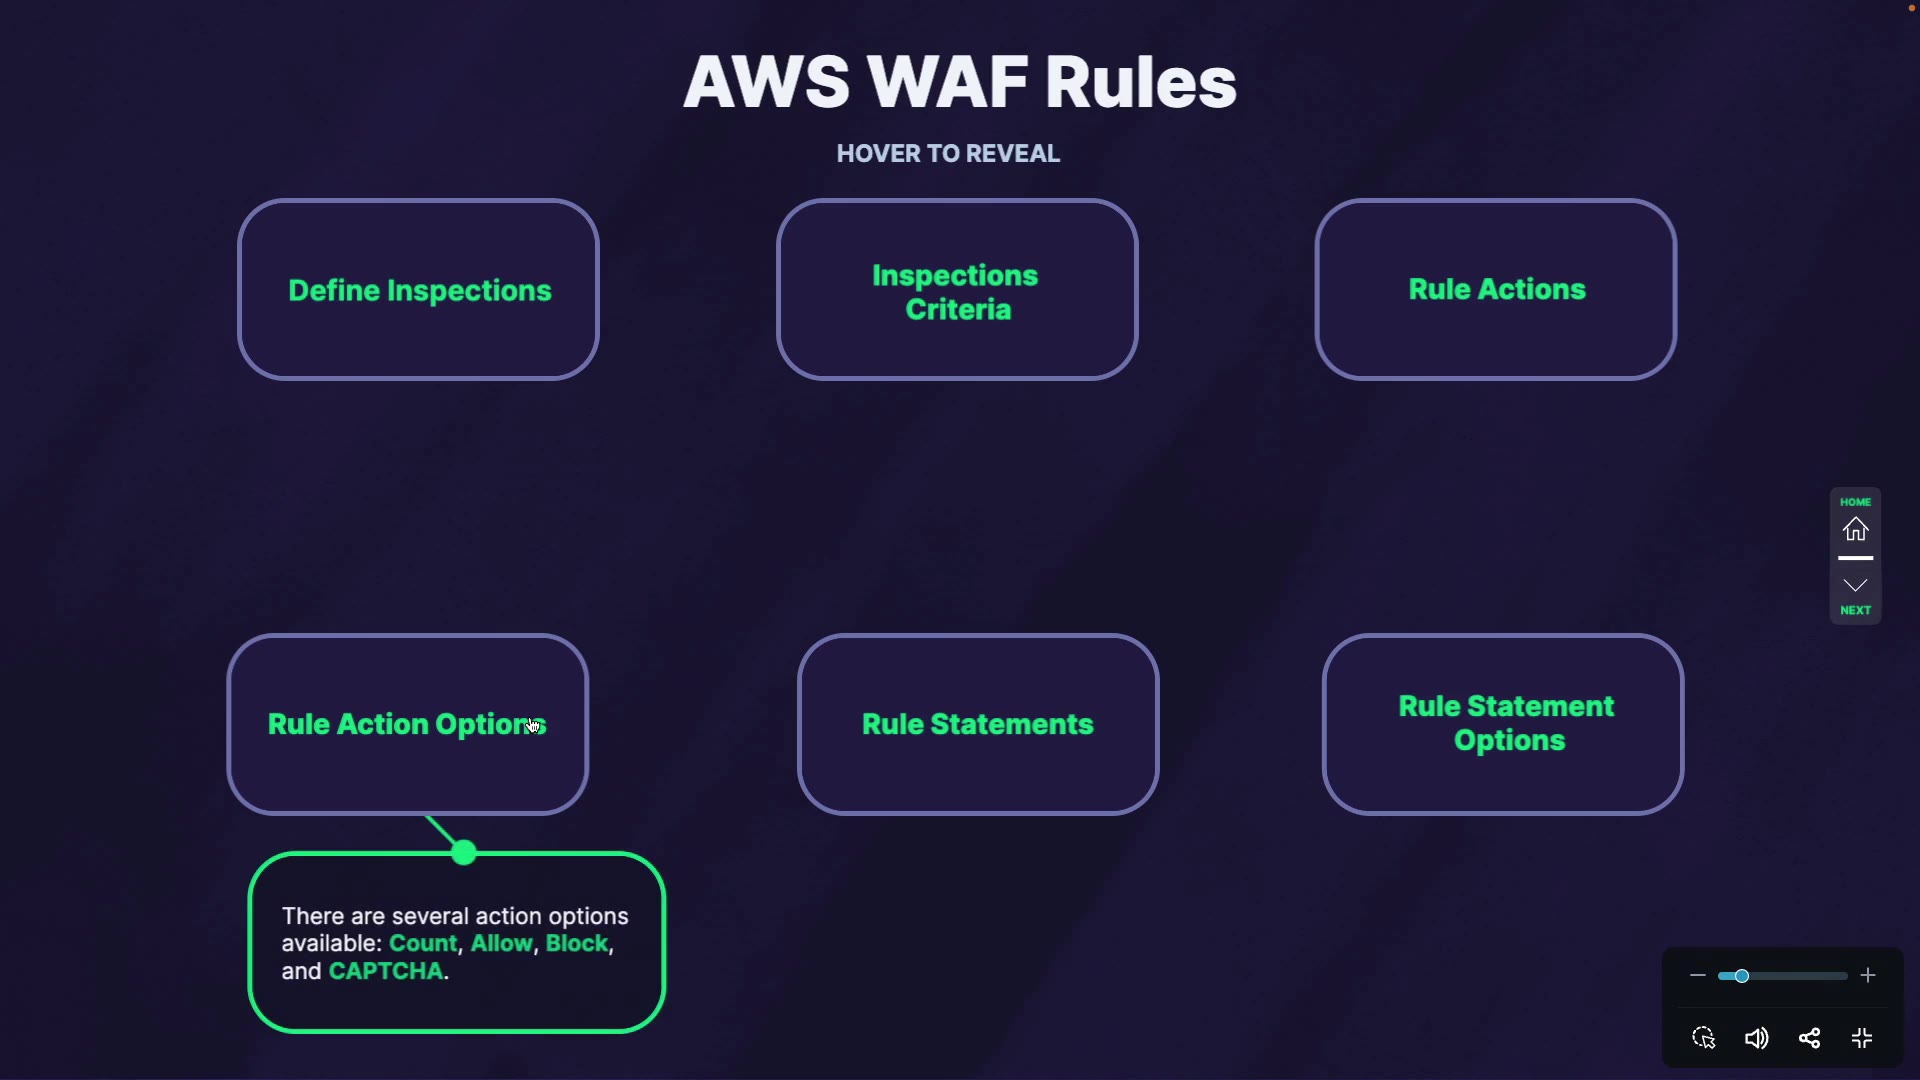 AWS WAF Rules
HOVER TO REVEAL
Define Inspections
Inspections
Criteria
Rule Actions
HOME
NEXT
Rule Action Options
Rule Statements
Rule Statement
Options
There are several action options
available: Count, Allow, Block,
and CAPTCHA.